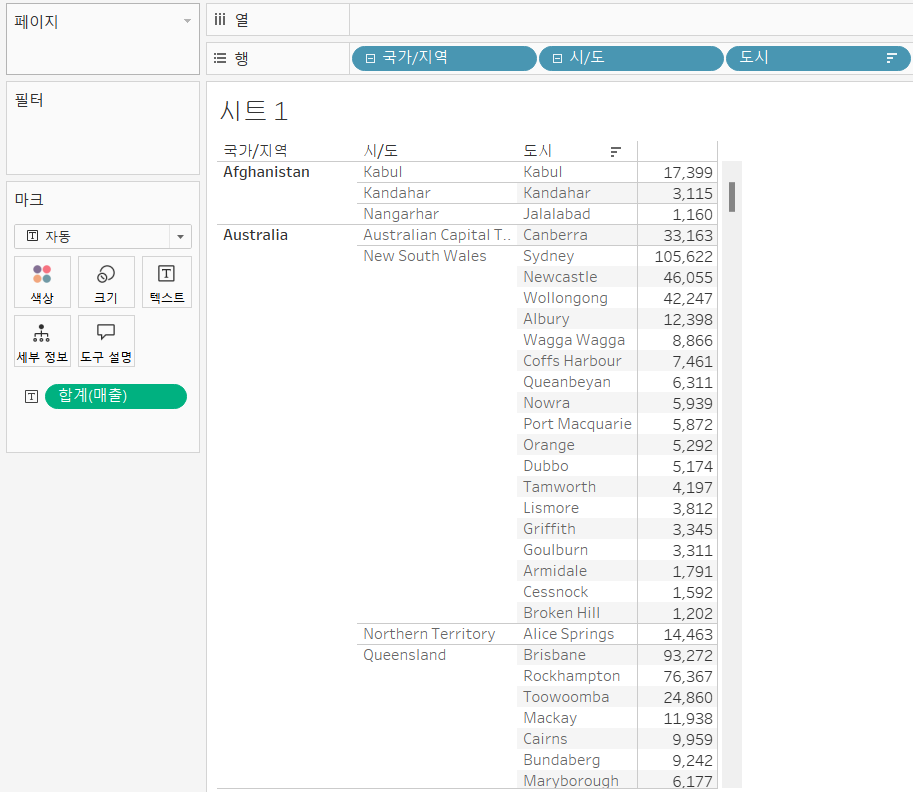 페이지
열
행
국가/지역
시/도
도시
필터
시트 1
국가/지역 시/도 도시
Afghanistan Kabul Kabul 17,399
Kandahar Kandahar 3,115
Nangarhar Jalalabad 1,160
Australia Australian Capital T.. Canberra 33,163
New South Wales Sydney 105,622
Newcastle 46,055
Wollongong 42,247
Albury 12,398
Wagga Wagga 8,866
Coffs Harbour 7,461
Queanbeyan 6,311
Nowra 5,939
Port Macquarie 5,872
Orange 5,292
Dubbo 5,174
Tamworth 4,197
Lismore 3,812
Griffith 3,345
Goulburn 3,311
Armidale 1,791
Cessnock 1,592
Broken Hill 1,202
Northern Territory Alice Springs 14,463
Queensland Brisbane 93,272
Rockhampton 76,367
Toowoomba 24,860
Mackay 11,938
Cairns 9,959
Bundaberg 9,242
Maryborough 6,177
마크
T 자동
색상
크기
T 텍스트
세부 정보
도구 설명
T 합계(매출)